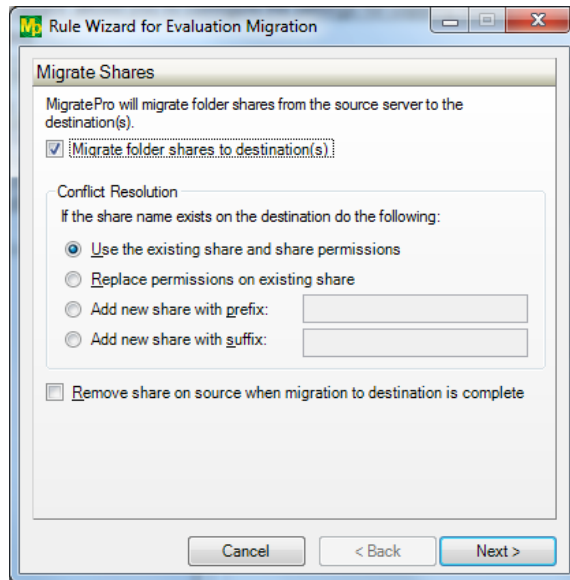 Mp Rule Wizard for Evaluation Migration
Migrate Shares
MigratePro will migrate folder shares from the source server to the
destination(s).
Migrate folder shares to destination(s)
Conflict Resolution
If the share name exists on the destination do the following:
Use the existing share and share permissions
Replace permissions on existing share
Add new share with prefix:
Add new share with suffix:
Remove share on source when migration to destination is complete
Cancel
< Back
Next >